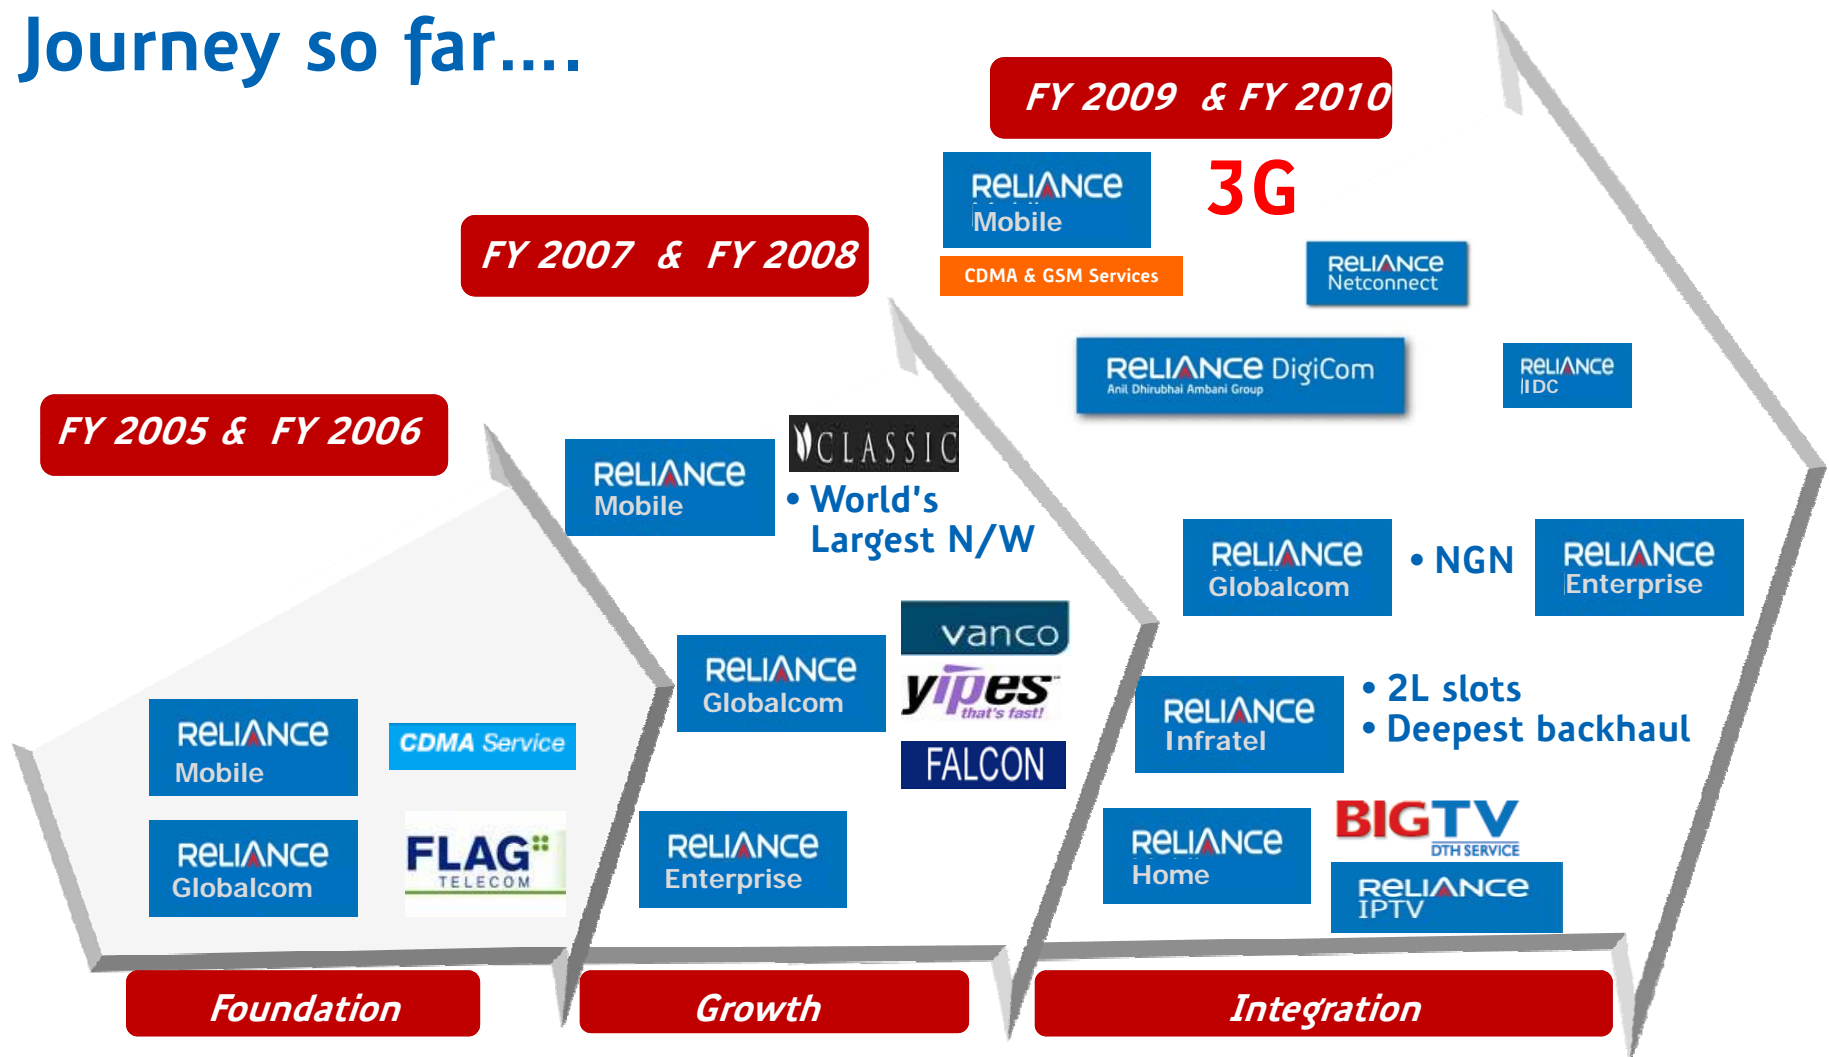 Journey so far....
FY 2009 & FY 2010
RELIANCE
Mobile
3G
CDMA & GSM Services
RELIANCE
Netconnect
RELIANCE DigiCom
Anil Dhirubhai Ambani Group
RELIANCE
IDC
RELIANCE
Globalcom
• NGN
RELIANCE
Enterprise
RELIANCE
Infratel
• 2L slots
• Deepest backhaul
RELIANCE
Home
BIGTV
DTH SERVICE
RELIANCE
IPTV
Integration
FY 2007 & FY 2008
RELIANCE
Mobile
CLASSIC
• World's
Largest N/W
RELIANCE
Globalcom
vanco
yipes
that's fast!
FALCON
RELIANCE
Enterprise
Growth
FY 2005 & FY 2006
RELIANCE
Mobile
CDMA Service
RELIANCE
Globalcom
FLAG
TELECOM
Foundation